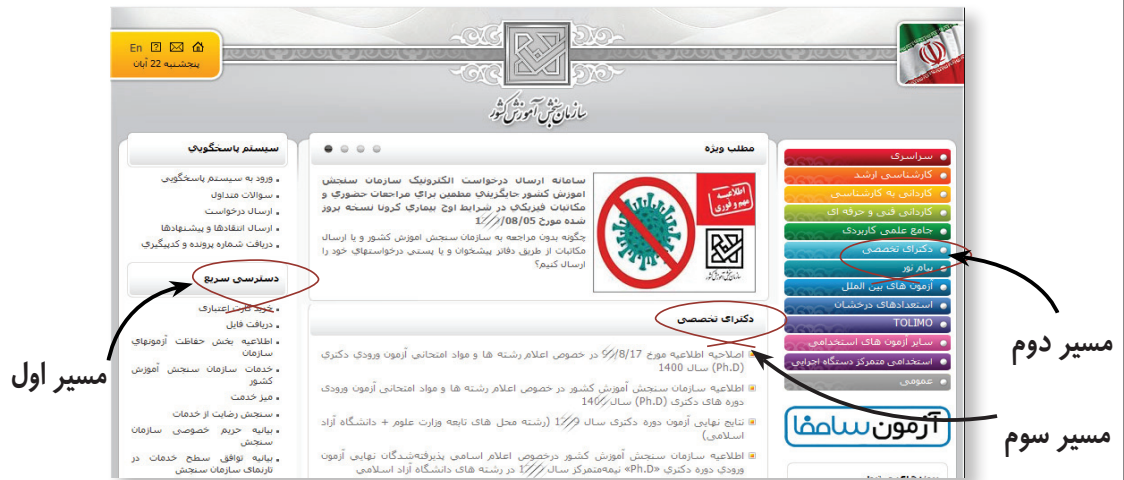 En
پنجشنبه 22 آبان
سازمان سنجش آموزش کشور
سراسری
کارشناسی ارشد
کاردانی به کارشناسی
کاردانی فنی و حرفه ای
جامع علمی کاربردی
دکترای تخصصی
پیام نور
آزمون های بین الملل
استعدادهای درخشان
TOLIMO
سایر آزمون های استخدامی
استخدامی متمرکز دستگاه اجرایی
عمومی
آزمون سامفا
مطلب ویژه
اطلاعیه
مهم و فوری
سازمان سنجش آموزش کشور
سامانه ارسال درخواست الکترونیک سازمان سنجش
آموزش کشور جایگزینی مطمئن برای مراجعات حضوری و
مکاتبات فیزیکی در شرایط اوج بیماری کرونا نسخه بروز
شده مورخ 08/05/
چگونه بدون مراجعه به سازمان سنجش آموزش کشور و یا ارسال
مکاتبات از طریق دفاتر پیشخوان و یا پستی درخواستهای خود را
ارسال کنیم؟
دکترای تخصصی
اصلاحیه اطلاعیه مورخ 8/17/ در خصوص اعلام رشته ها و مواد امتحانی آزمون ورودی دکتری
(Ph.D) سال 1400
اطلاعیه سازمان سنجش آموزش کشور در خصوص اعلام رشته ها و مواد امتحانی آزمون ورودی
دوره های دکتری (Ph.D) سال 140
نتایج نهایی آزمون دوره دکتری سال (رشته محل های تابعه وزارت علوم + دانشگاه آزاد
اسلامی)
اطلاعیه سازمان سنجش آموزش کشور درخصوص اعلام اسامی پذیرفته‌شدگان نهایی آزمون
ورودی دوره دکتری «Ph.D» نیمه‌متمرکز سال در رشته های دانشگاه آزاد اسلامی
سیستم پاسخگویی
ورود به سیستم پاسخگویی
سوالات متداول
ارسال درخواست
ارسال انتقادها و پیشنهادها
دریافت شماره پرونده و کدپیگیری
دسترسی سریع
خرید کارت اعتباری
دریافت فایل
اطلاعیه بخش حفاظت آزمونهای
سازمان
خدمات سازمان سنجش آموزش
کشور
میز خدمت
سنجش رضایت از خدمات
بیانیه حریم خصوصی سازمان
سنجش
بیانیه توافق سطح خدمات در
تارنمای سازمان سنجش
مسیر اول
مسیر دوم
مسیر سوم